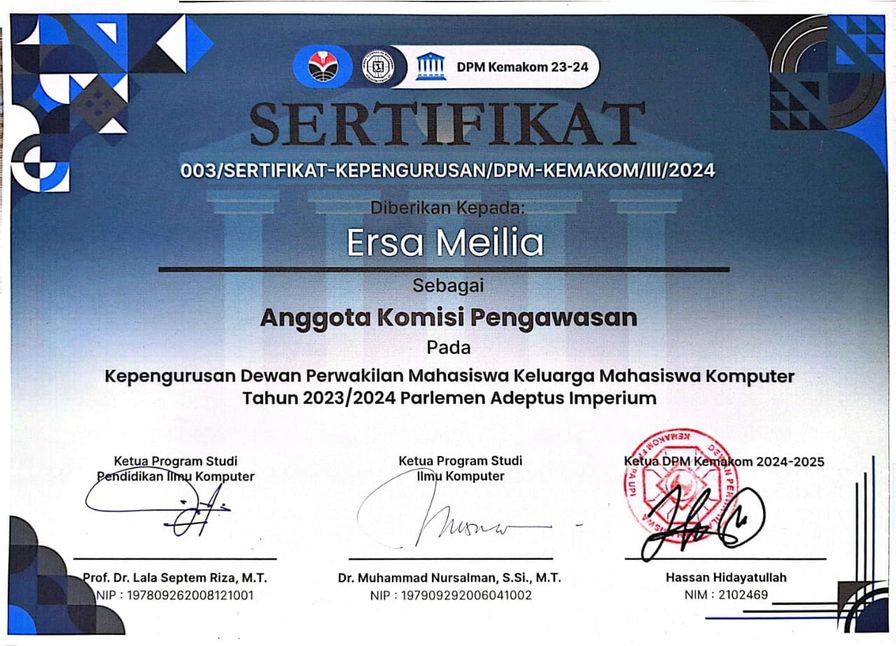 DPM Kemakom 23-24
SERTIFIKAT
003/SERTIFIKAT-KEPENGURUSAN/DPM-KEMAKOM/III/2024
Diberikan Kepada:
Ersa Meilia
Sebagai
Anggota Komisi Pengawasan
Pada
Kepengurusan Dewan Perwakilan Mahasiswa Keluarga Mahasiswa Komputer
Tahun 2023/2024 Parlemen Adeptus Imperium
Ketua Program Studi
Pendidikan Ilmu Komputer
Prof. Dr. Lala Septem Riza, M.T.
NIP : 197809262008121001
Ketua Program Studi
Ilmu Komputer
Dr. Muhammad Nursalman, S.Si., M.T.
NIP : 197909292006041002
Ketua DPM Kemakom 2024-2025
Hassan Hidayatullah
NIM : 2102469